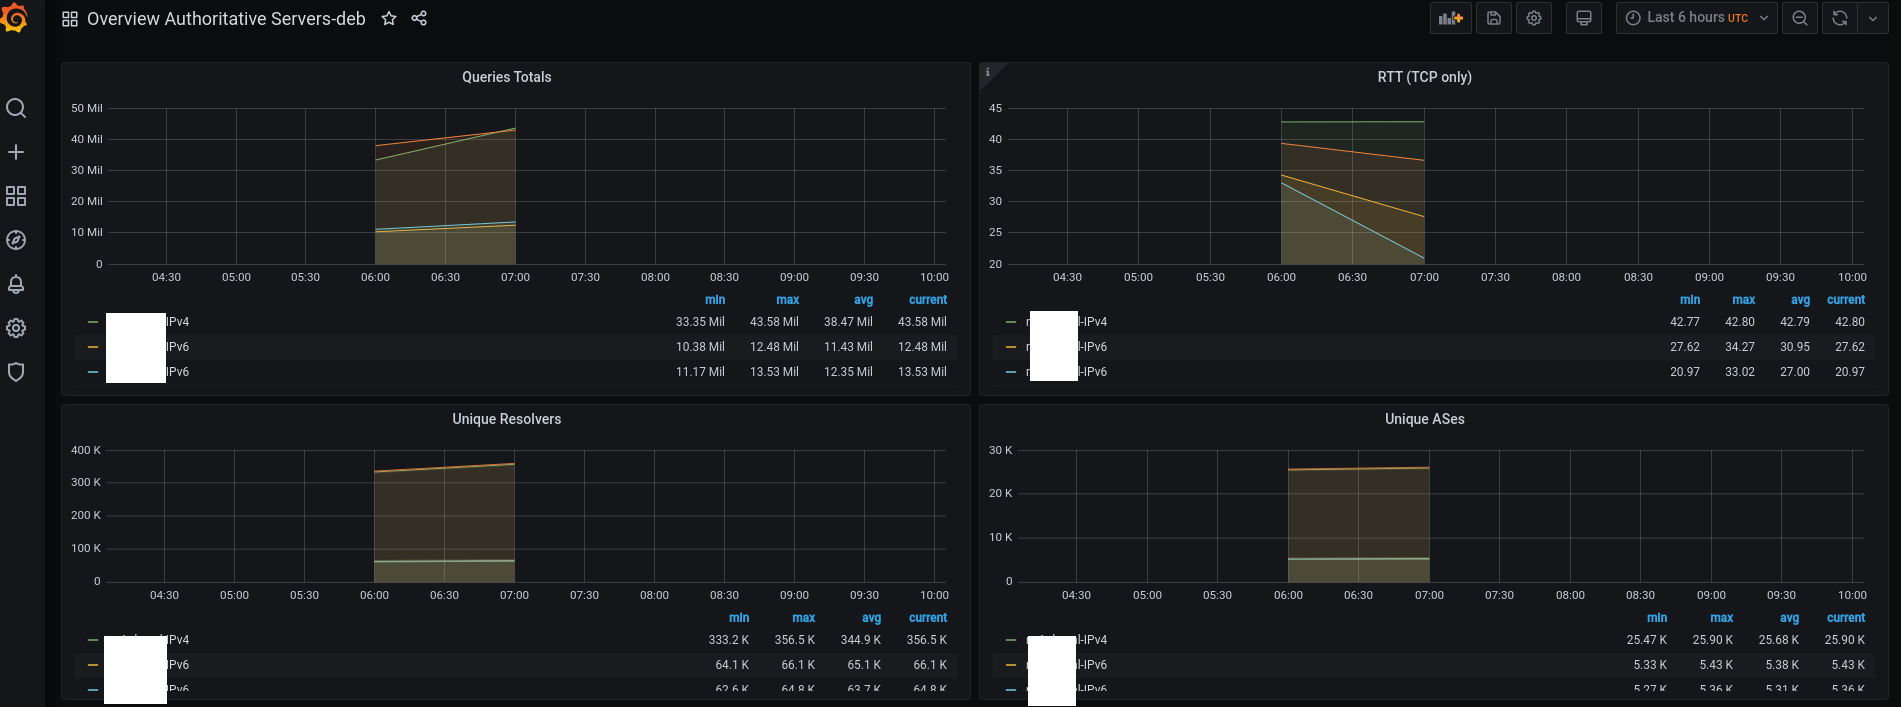 Overview Authoritative Servers-deb
Last 6 hours UTC
Queries Totals
50 Mil
40 Mil
30 Mil
20 Mil
10 Mil
0
04:30 05:00 05:30 06:00 06:30 07:00 07:30 08:00 08:30 09:00 09:30 10:00
min max avg current
IPv4 33.35 Mil 43.58 Mil 38.47 Mil 43.58 Mil
IPv6 10.38 Mil 12.48 Mil 11.43 Mil 12.48 Mil
IPv6 11.17 Mil 13.53 Mil 12.35 Mil 13.53 Mil
i
RTT (TCP only)
45
40
35
30
25
20
04:30 05:00 05:30 06:00 06:30 07:00 07:30 08:00 08:30 09:00 09:30 10:00
min max avg current
l-IPv4 42.77 42.80 42.79 42.80
l-IPv6 27.62 34.27 30.95 27.62
l-IPv6 20.97 33.02 27.00 20.97
Unique Resolvers
400 K
300 K
200 K
100 K
0
04:30 05:00 05:30 06:00 06:30 07:00 07:30 08:00 08:30 09:00 09:30 10:00
min max avg current
IPv4 333.2 K 356.5 K 344.9 K 356.5 K
IPv6 64.1 K 66.1 K 65.1 K 66.1 K
IPv6 62.6 K 64.8 K 63.7 K 64.8 K
Unique ASes
30 K
20 K
10 K
0
04:30 05:00 05:30 06:00 06:30 07:00 07:30 08:00 08:30 09:00 09:30 10:00
min max avg current
l-IPv4 25.47 K 25.90 K 25.68 K 25.90 K
l-IPv6 5.33 K 5.43 K 5.38 K 5.43 K
l-IPv6 5.27 K 5.36 K 5.31 K 5.36 K